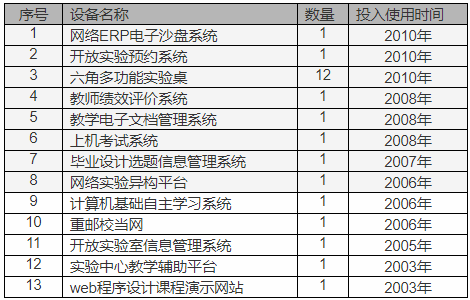 序号 设备名称 数量 投入使用时间
1 网络ERP电子沙盘系统 1 2010年
2 开放实验预约系统 1 2010年
3 六角多功能实验桌 12 2010年
4 教师绩效评价系统 1 2008年
5 教学电子文档管理系统 1 2008年
6 上机考试系统 1 2008年
7 毕业设计选题信息管理系统 1 2007年
8 网络实验异构平台 1 2006年
9 计算机基础自主学习系统 1 2006年
10 重邮校当网 1 2006年
11 开放实验室信息管理系统 1 2005年
12 实验中心教学辅助平台 1 2003年
13 web程序设计课程演示网站 1 2003年